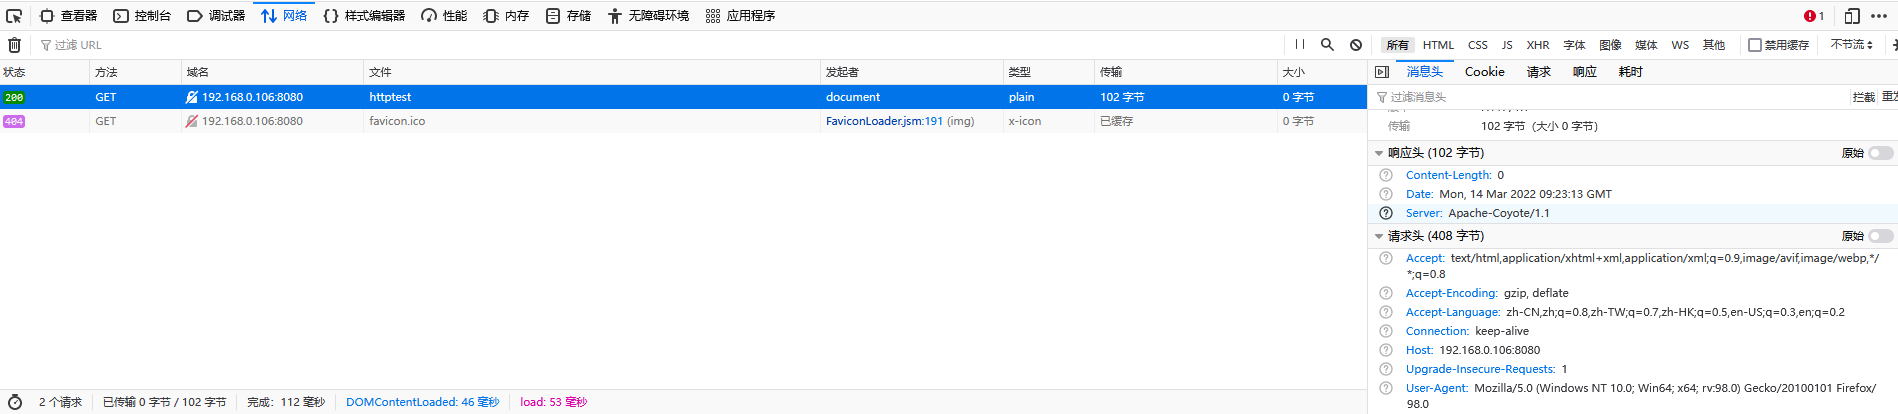 查看器 控制台 调试器 网络 样式编辑器 性能 内存 存储 无障碍环境 应用程序 1
过滤 URL 所有 HTML CSS JS XHR 字体 图像 媒体 WS 其他 禁用缓存 不节流
状态 方法 域名 文件 发起者 类型 传输 大小
200 GET 192.168.0.106:8080 httptest document plain 102 字节 0 字节
404 GET 192.168.0.106:8080 favicon.ico FaviconLoader.jsm:191 (img) x-icon 已缓存 0 字节
消息头 Cookie 请求 响应 耗时
过滤消息头 拦截
传输 102 字节 (大小 0 字节)
响应头 (102 字节) 原始
Content-Length: 0
Date: Mon, 14 Mar 2022 09:23:13 GMT
Server: Apache-Coyote/1.1
请求头 (408 字节) 原始
Accept: text/html,application/xhtml+xml,application/xml;q=0.9,image/avif,image/webp,*/
*;q=0.8
Accept-Encoding: gzip, deflate
Accept-Language: zh-CN,zh;q=0.8,zh-TW;q=0.7,zh-HK;q=0.5,en-US;q=0.3,en;q=0.2
Connection: keep-alive
Host: 192.168.0.106:8080
Upgrade-Insecure-Requests: 1
User-Agent: Mozilla/5.0 (Windows NT 10.0; Win64; x64; rv:98.0) Gecko/20100101 Firefox/
98.0
2 个请求 已传输 0 字节 / 102 字节 完成: 112 毫秒 DOMContentLoaded: 46 毫秒 load: 53 毫秒